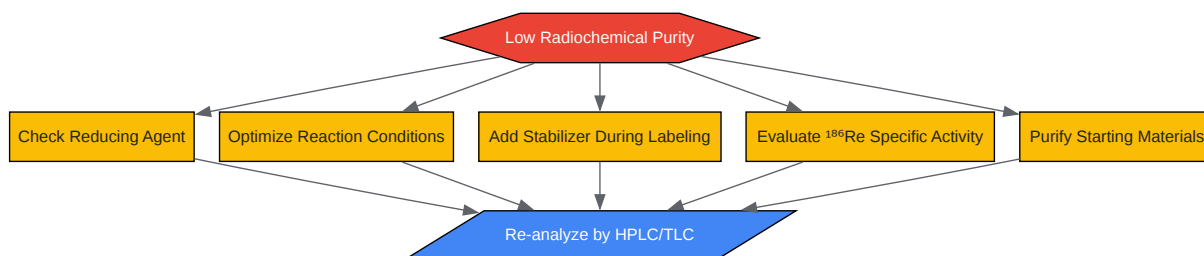 Low Radiochemical Purity
Check Reducing Agent
Optimize Reaction Conditions
Add Stabilizer During Labeling
Evaluate ¹⁸⁶Re Specific Activity
Purify Starting Materials
Re-analyze by HPLC/TLC